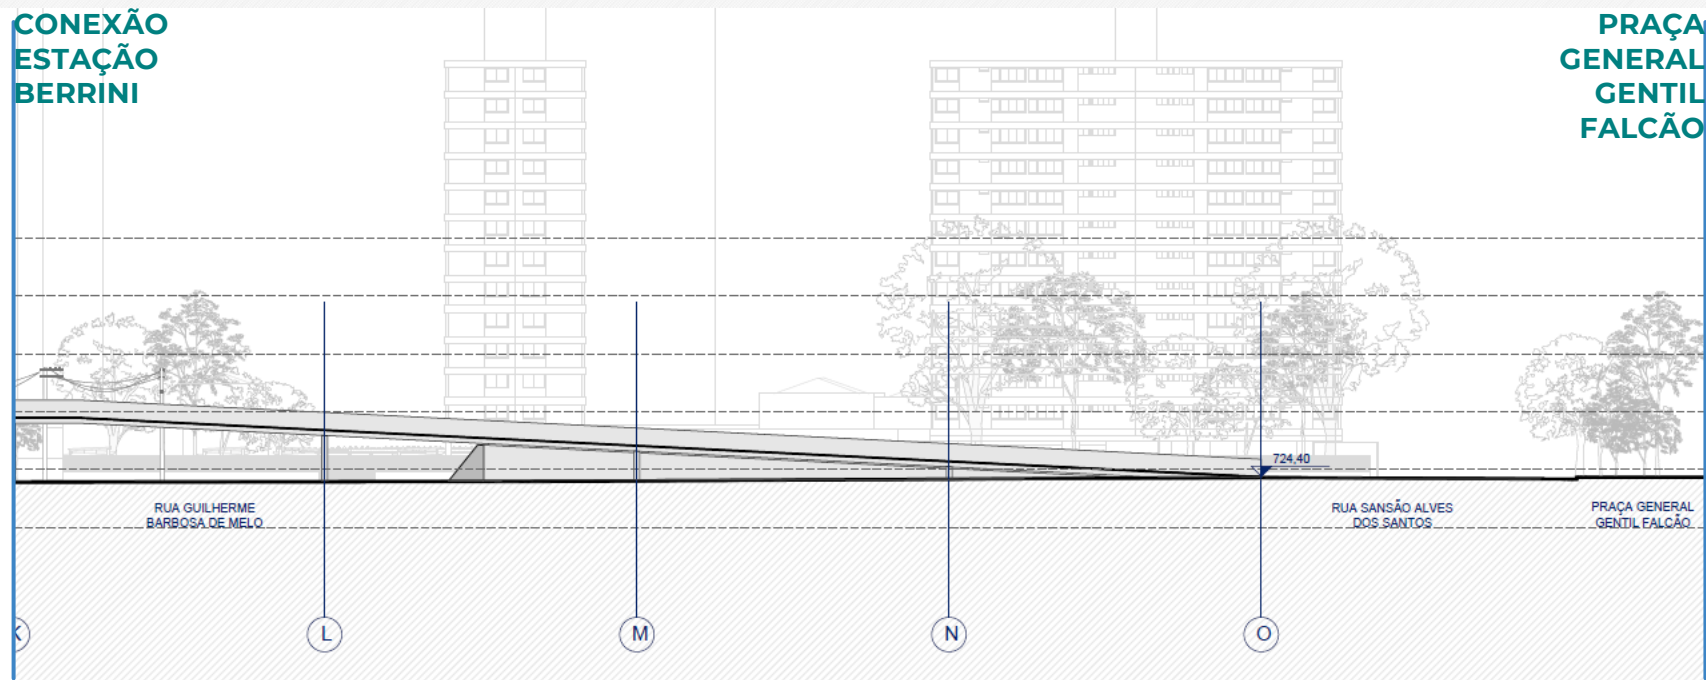 CONEXÃO
ESTAÇÃO
BERRINI
PRAÇA
GENERAL
GENTIL
FALCÃO
724,40
RUA GUILHERME
BARBOSA DE MELO
RUA SANSÃO ALVES
DOS SANTOS
PRAÇA GENERAL
GENTIL FALCÃO
K
L
M
N
O